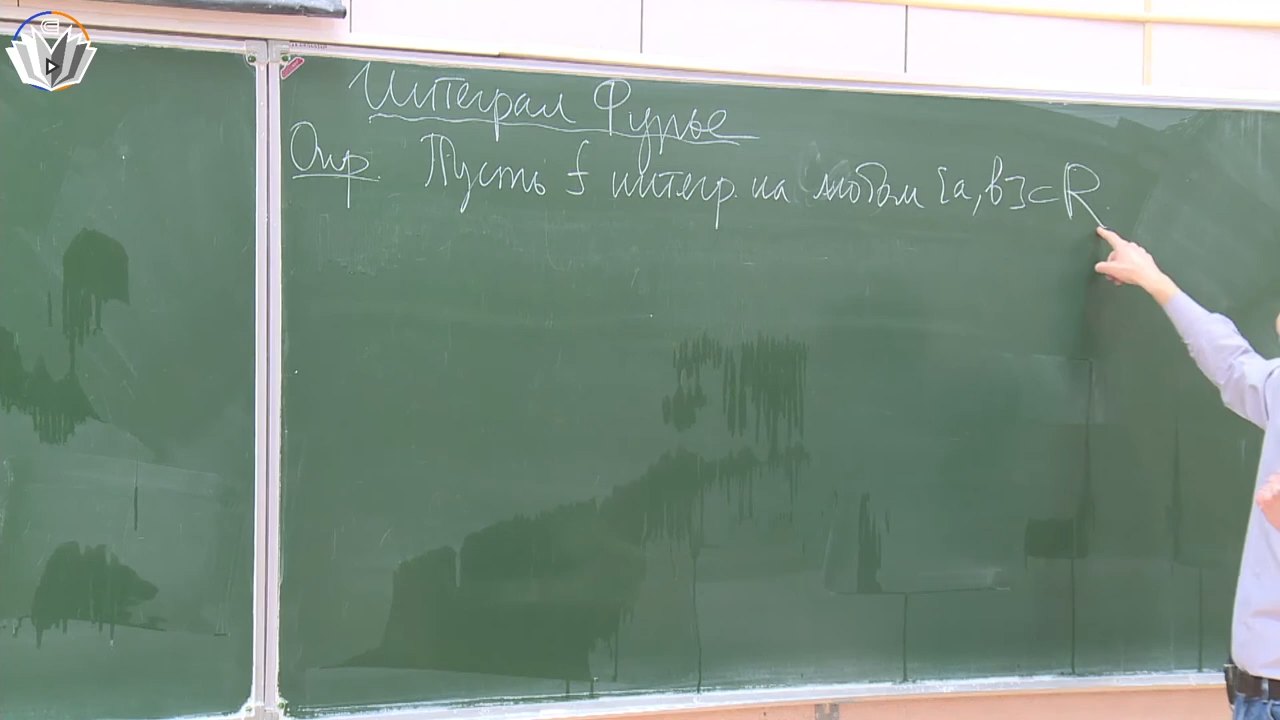 Интеграл Фурье
Опр. Пусть f интегр. на любом [a, b] ⊂ R.